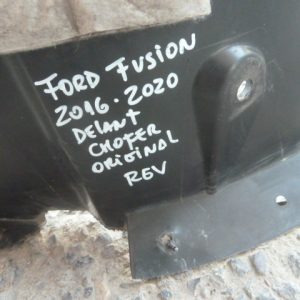 FORD FUSION
2016.2020
DELANT
CHOFER
ORIGINAL
REV